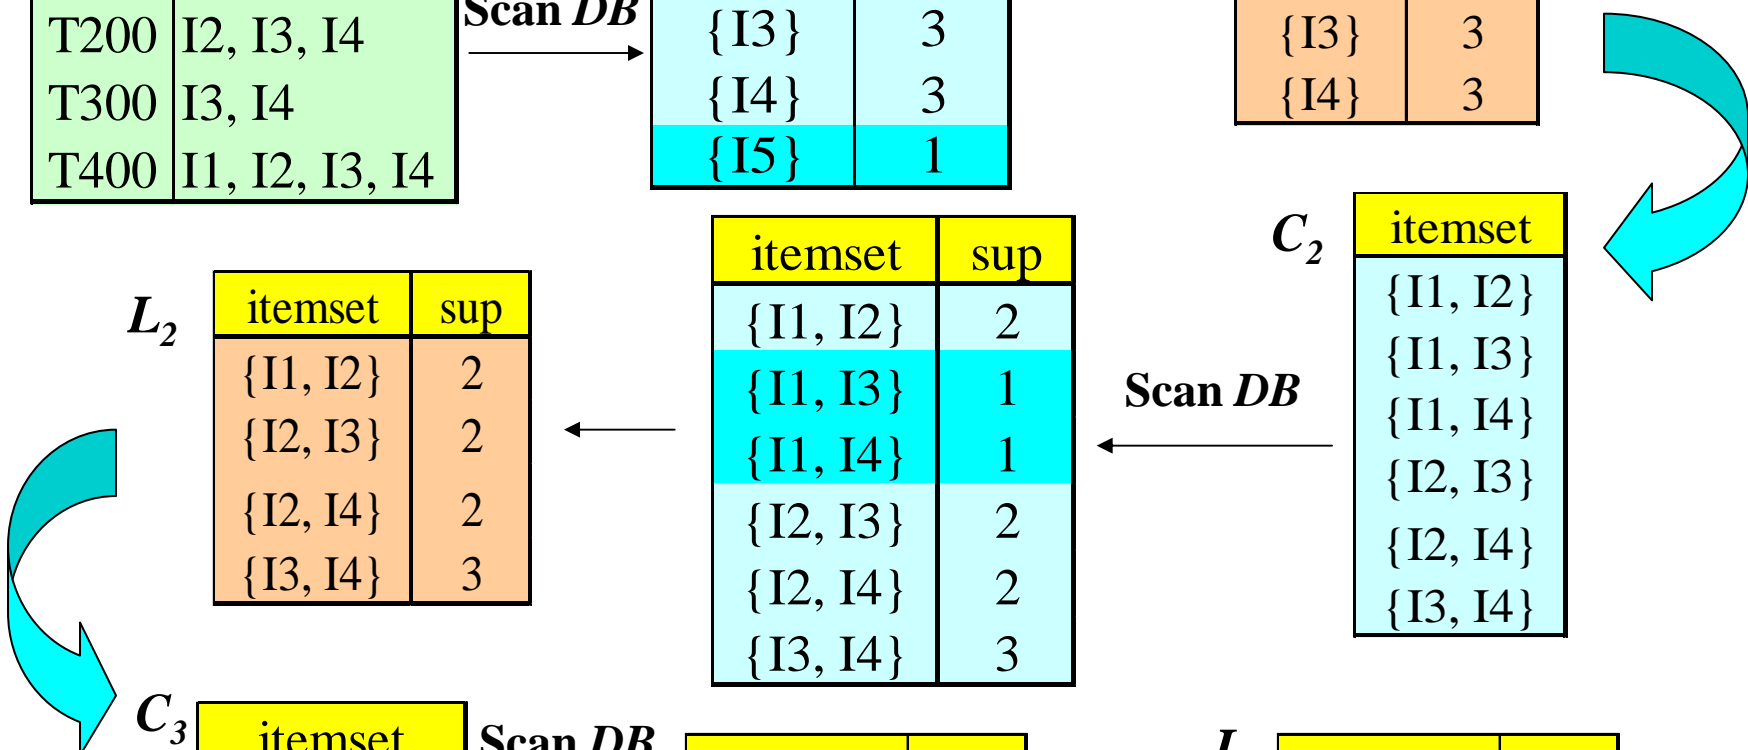 T200 I2, I3, I4
T300 I3, I4
T400 I1, I2, I3, I4
Scan DB
{I3} 3
{I4} 3
{I5} 1
{I3} 3
{I4} 3
C2
itemset
{I1, I2}
{I1, I3}
{I1, I4}
{I2, I3}
{I2, I4}
{I3, I4}
Scan DB
itemset sup
{I1, I2} 2
{I1, I3} 1
{I1, I4} 1
{I2, I3} 2
{I2, I4} 2
{I3, I4} 3
L2
itemset sup
{I1, I2} 2
{I2, I3} 2
{I2, I4} 2
{I3, I4} 3
C3
itemset
Scan DB
L